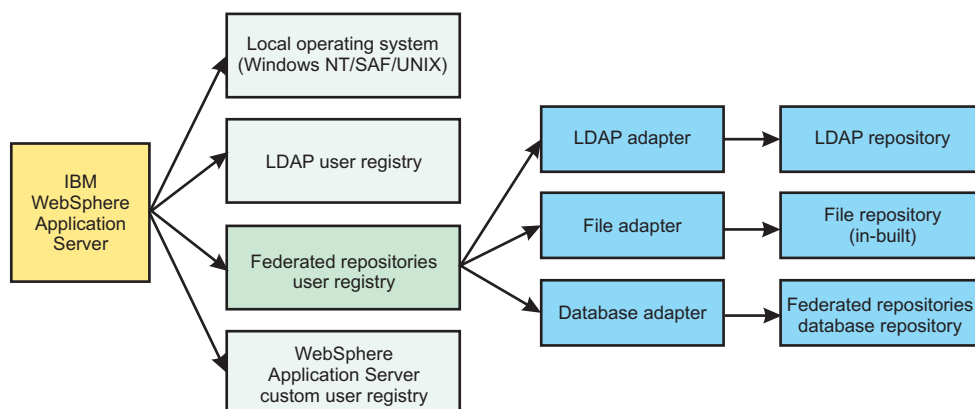 IBM
WebSphere
Application
Server
Local operating system
(Windows NT/SAF/UNIX)
LDAP user registry
Federated repositories
user registry
WebSphere
Application Server
custom user registry
LDAP adapter
File adapter
Database adapter
LDAP repository
File repository
(in-built)
Federated repositories
database repository